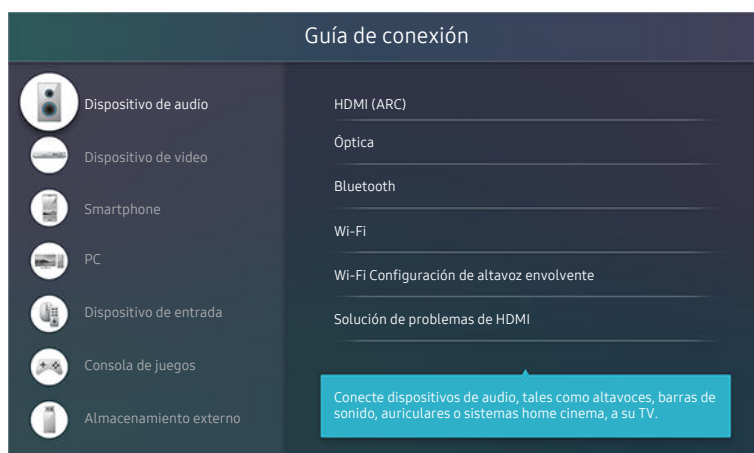 Guía de conexión
Dispositivo de audio
Dispositivo de video
Smartphone
PC
Dispositivo de entrada
Consola de juegos
Almacenamiento externo
HDMI (ARC)
Óptica
Bluetooth
Wi-Fi
Wi-Fi Configuración de altavoz envolvente
Solución de problemas de HDMI
Conecte dispositivos de audio, tales como altavoces, barras de
sonido, auriculares o sistemas home cinema, a su TV.